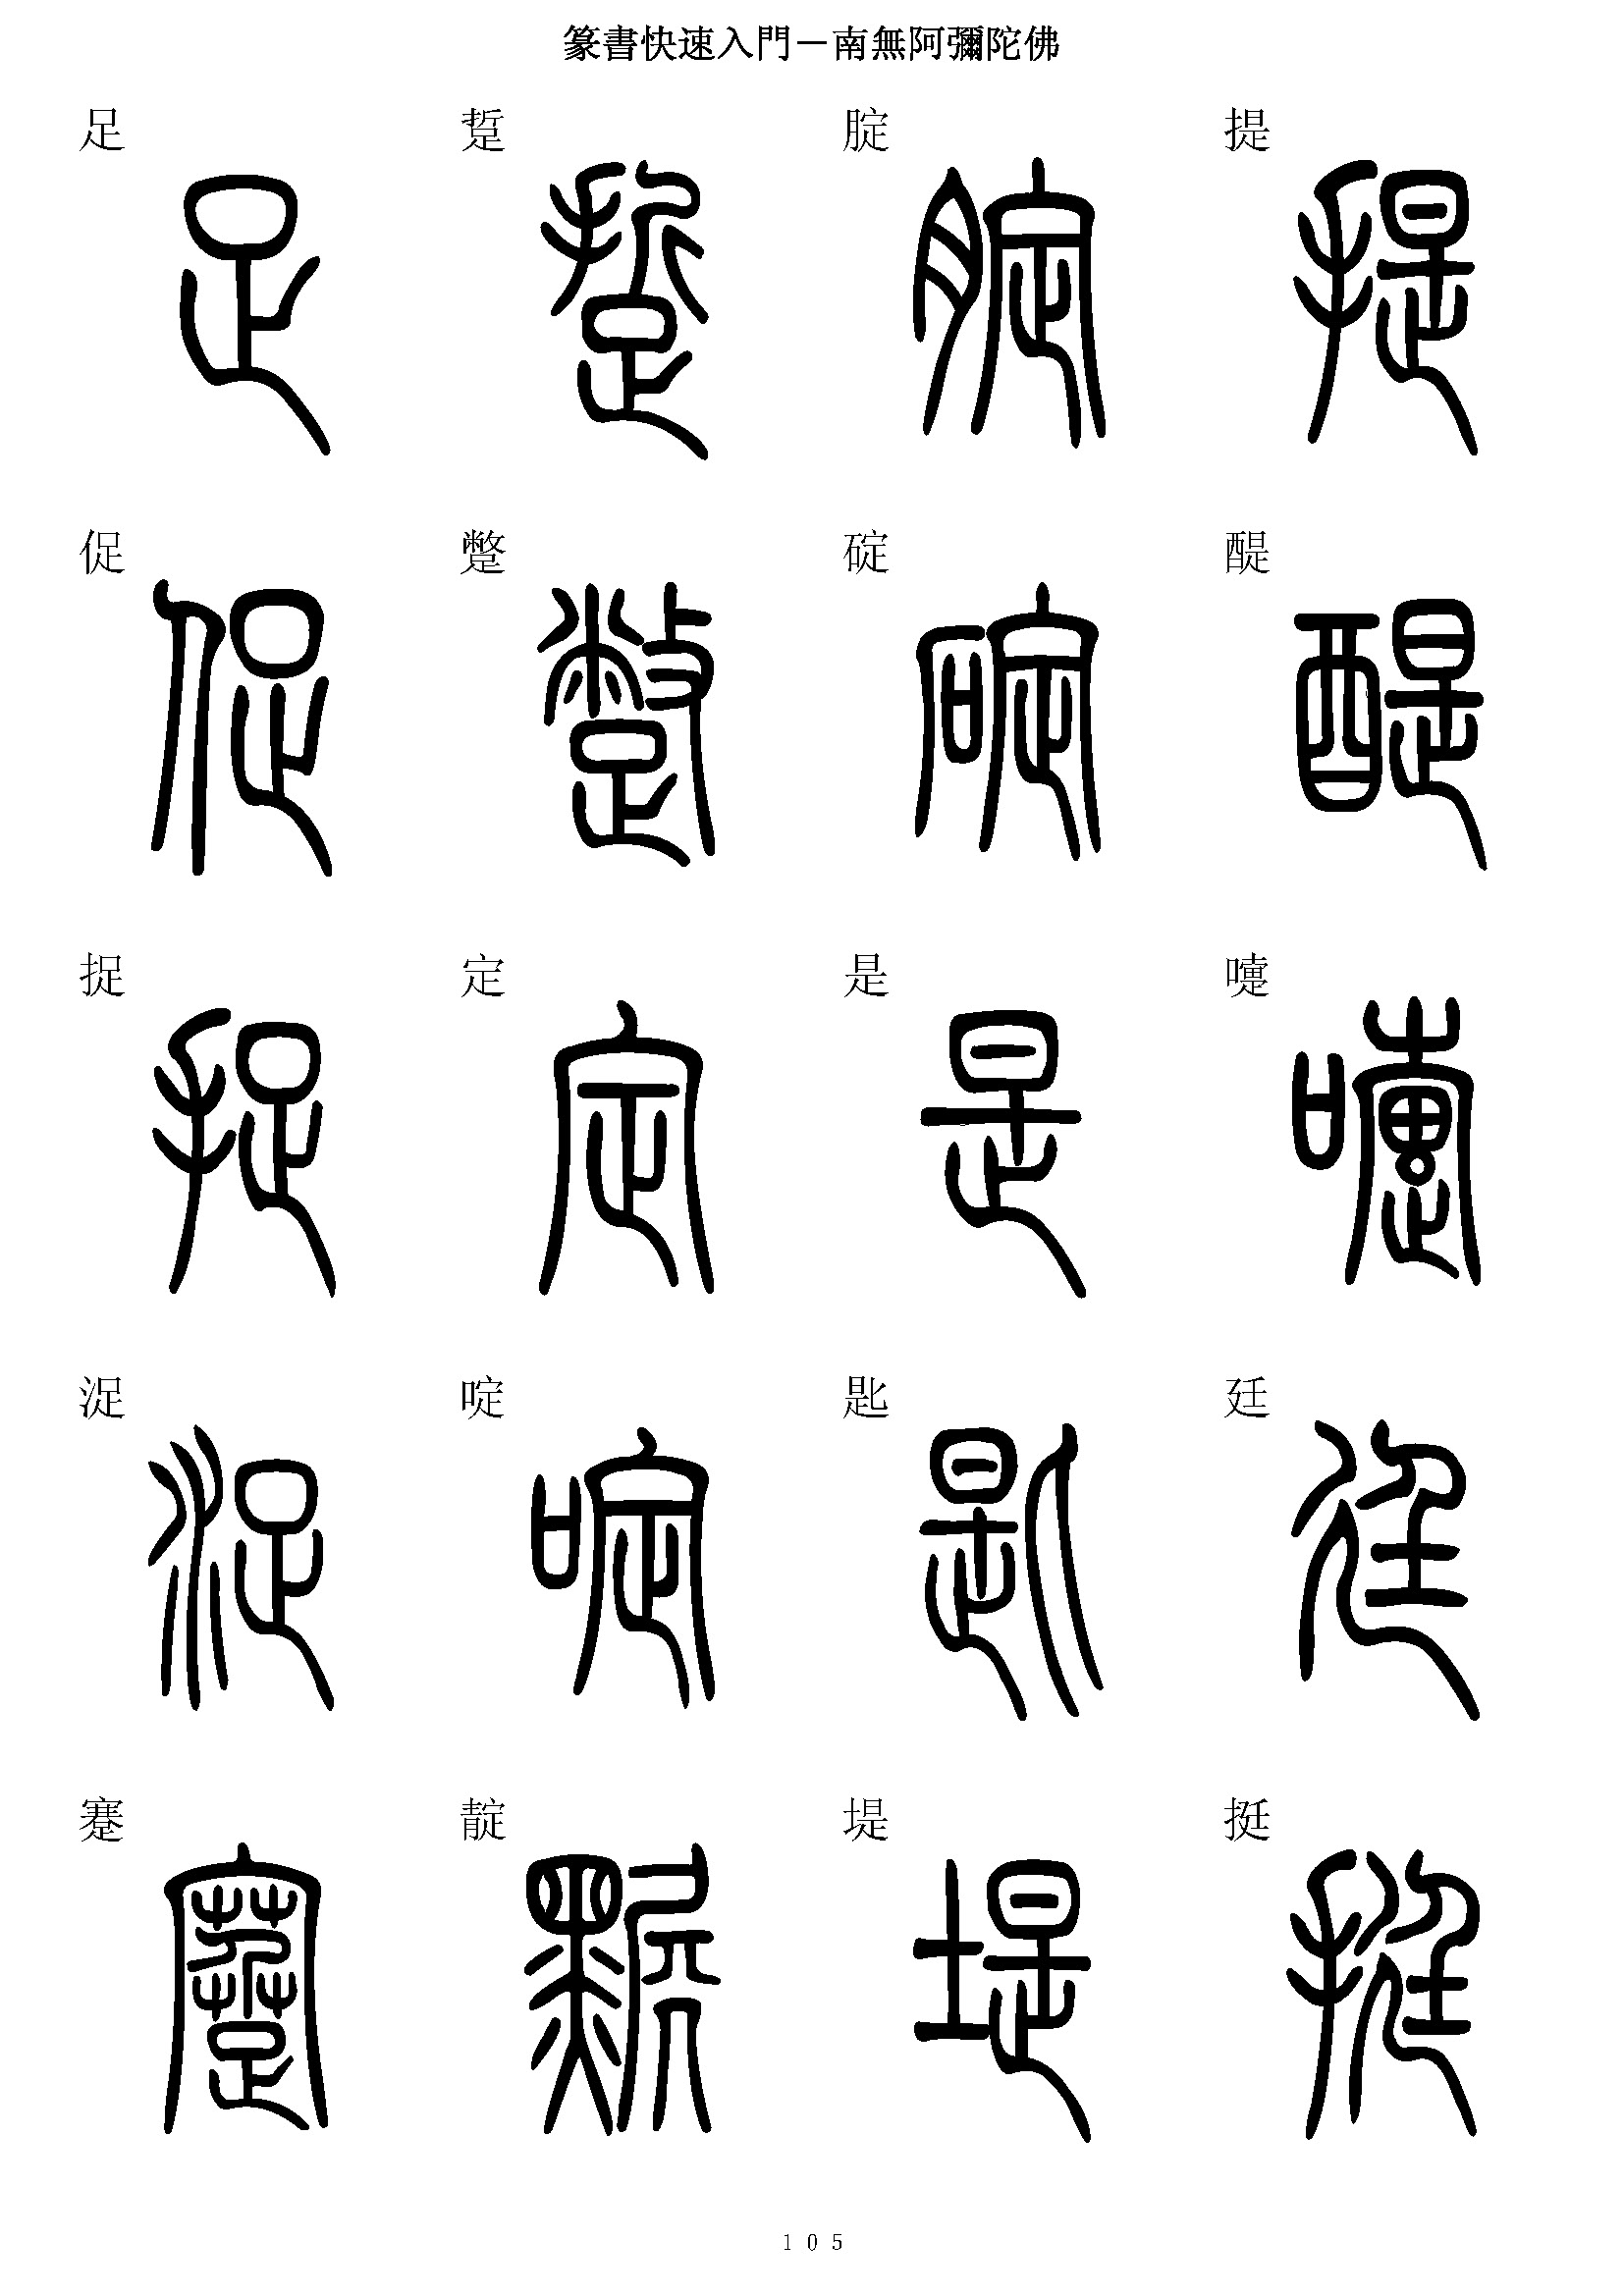 篆書快速入門－南無阿彌陀佛
足 踅 腚 提
促 蹩 碇 醍
捉 定 是 嚏
浞 啶 匙 廷
蹇 靛 堤 挺
105